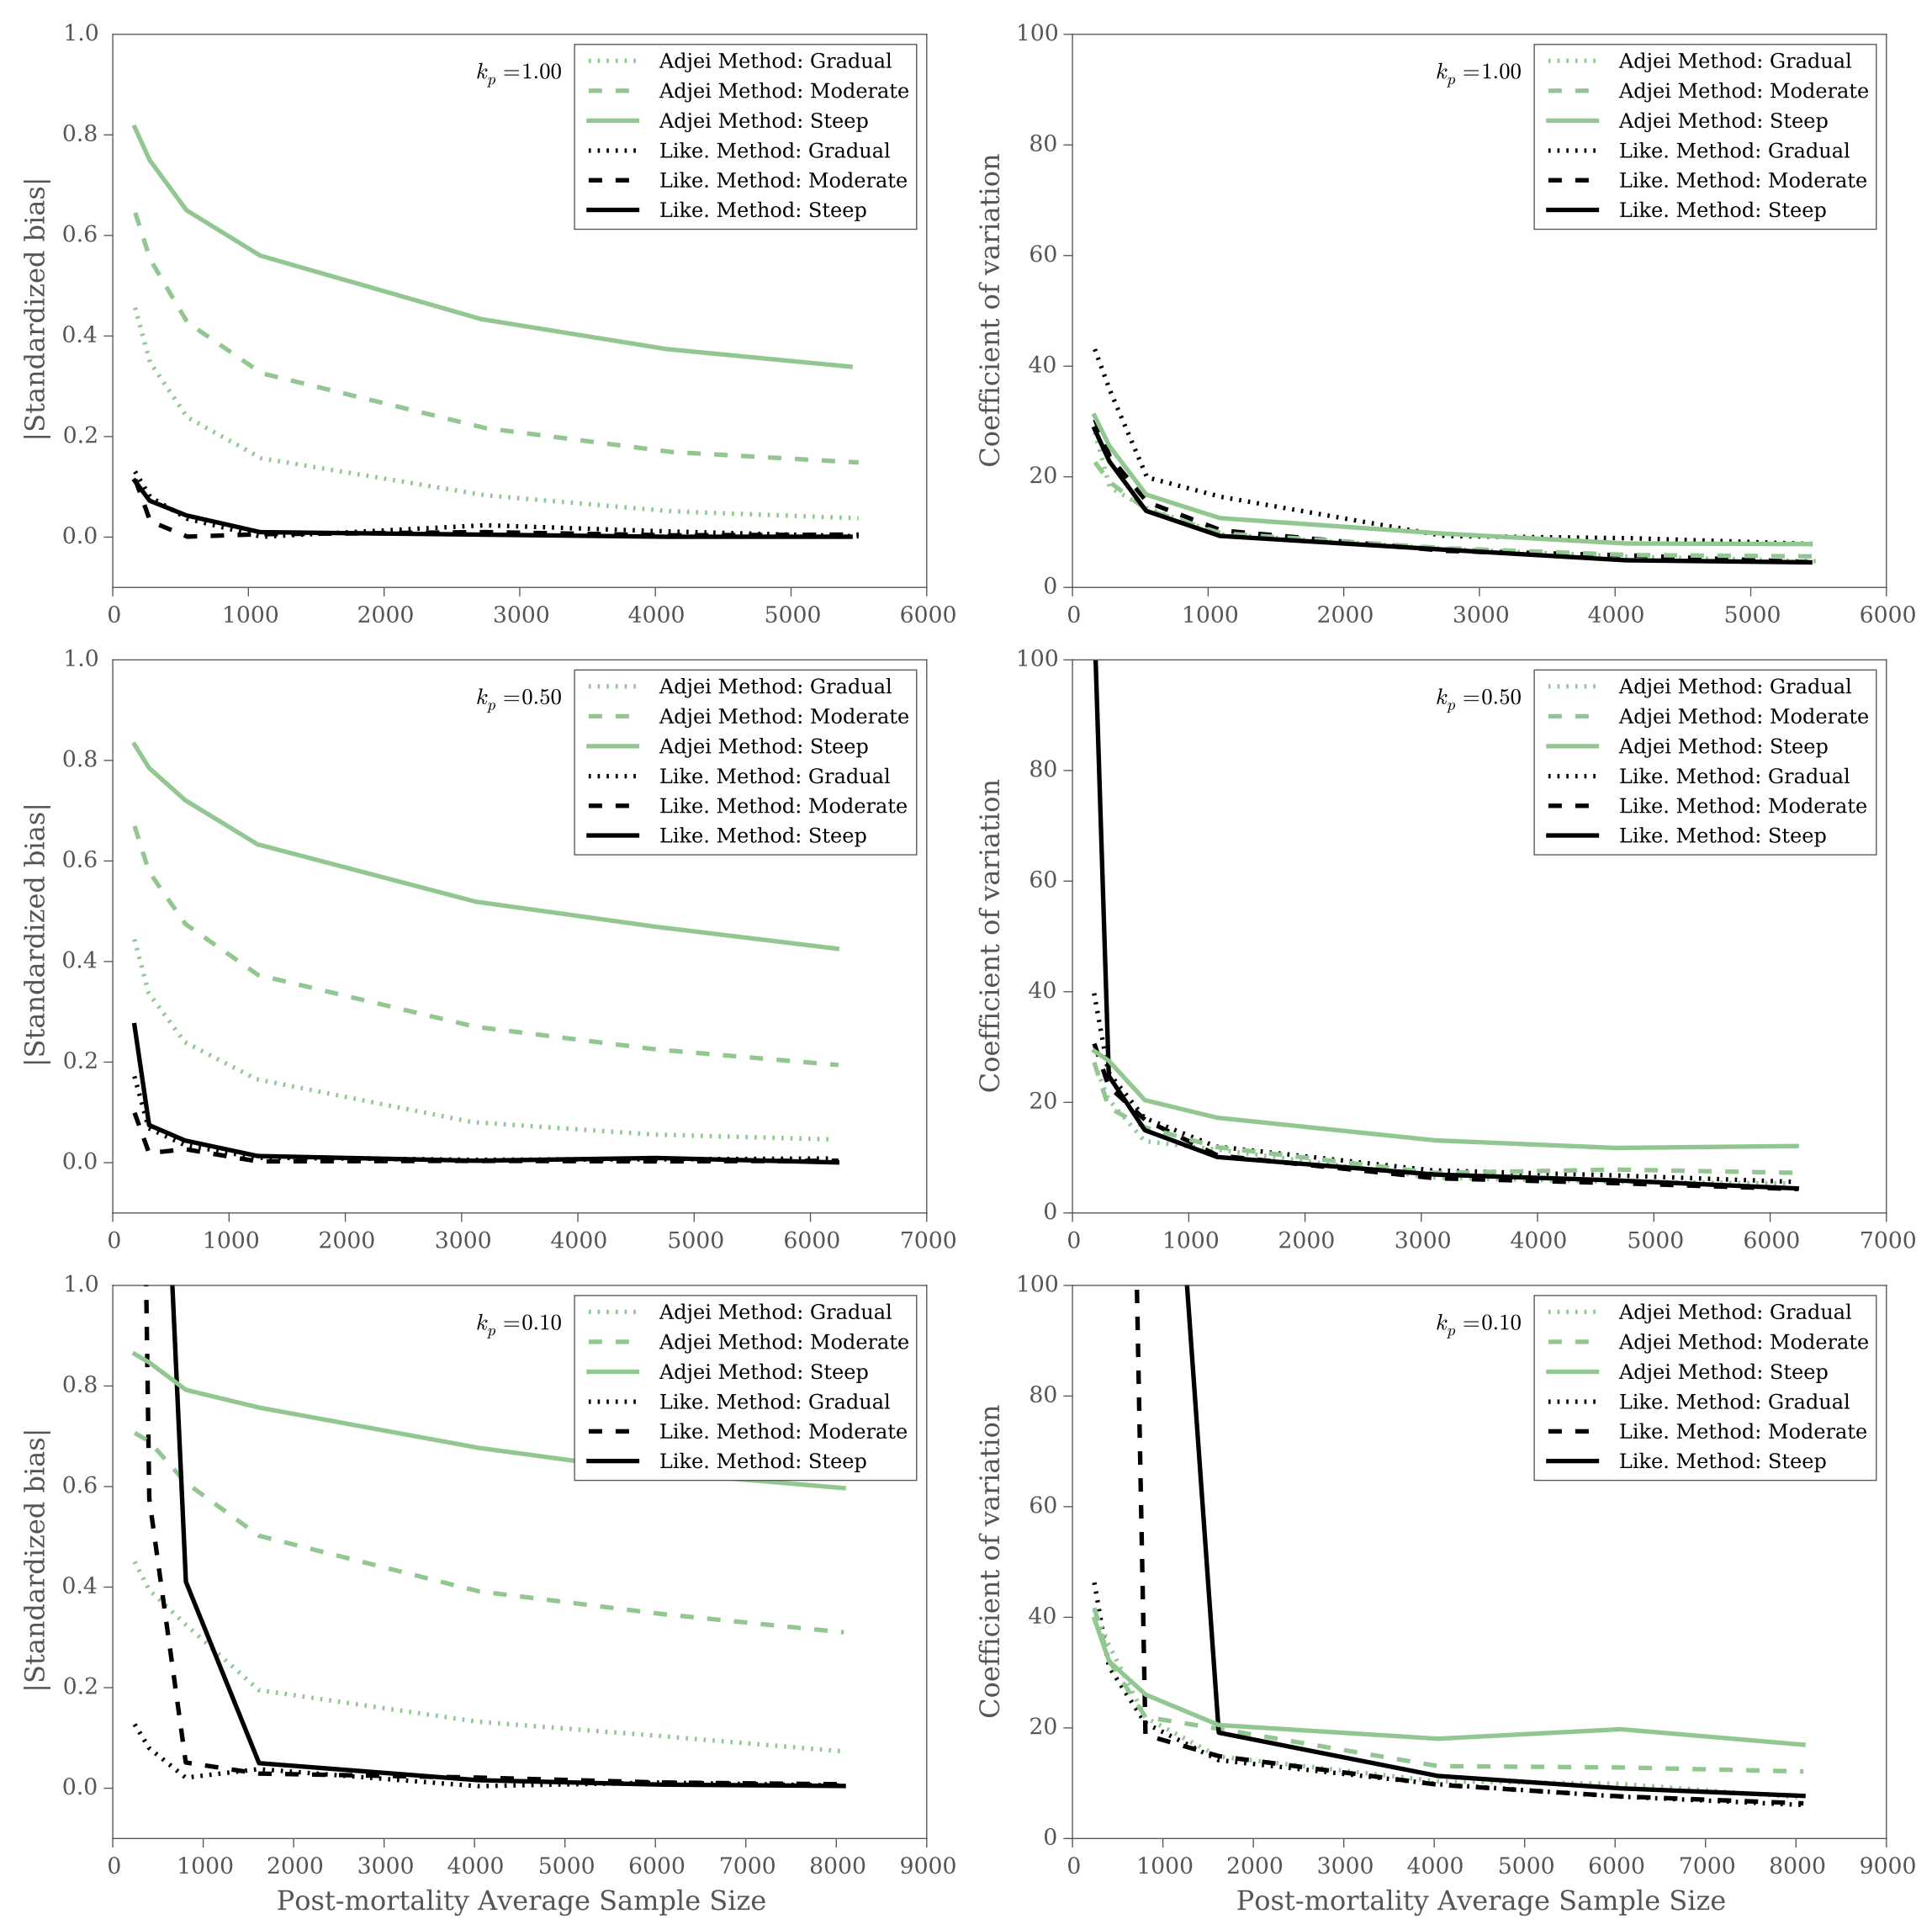 |Standardized bias|
1.0
0.8
0.6
0.4
0.2
0.0
k_p =1.00
Adjei Method: Gradual
Adjei Method: Moderate
Adjei Method: Steep
Like. Method: Gradual
Like. Method: Moderate
Like. Method: Steep
0 1000 2000 3000 4000 5000 6000
Coefficient of variation
100
80
60
40
20
0
k_p =1.00
Adjei Method: Gradual
Adjei Method: Moderate
Adjei Method: Steep
Like. Method: Gradual
Like. Method: Moderate
Like. Method: Steep
0 1000 2000 3000 4000 5000 6000
|Standardized bias|
1.0
0.8
0.6
0.4
0.2
0.0
k_p =0.50
Adjei Method: Gradual
Adjei Method: Moderate
Adjei Method: Steep
Like. Method: Gradual
Like. Method: Moderate
Like. Method: Steep
0 1000 2000 3000 4000 5000 6000 7000
Coefficient of variation
100
80
60
40
20
0
k_p =0.50
Adjei Method: Gradual
Adjei Method: Moderate
Adjei Method: Steep
Like. Method: Gradual
Like. Method: Moderate
Like. Method: Steep
0 1000 2000 3000 4000 5000 6000 7000
|Standardized bias|
1.0
0.8
0.6
0.4
0.2
0.0
k_p =0.10
Adjei Method: Gradual
Adjei Method: Moderate
Adjei Method: Steep
Like. Method: Gradual
Like. Method: Moderate
Like. Method: Steep
0 1000 2000 3000 4000 5000 6000 7000 8000 9000
Post-mortality Average Sample Size
Coefficient of variation
100
80
60
40
20
0
k_p =0.10
Adjei Method: Gradual
Adjei Method: Moderate
Adjei Method: Steep
Like. Method: Gradual
Like. Method: Moderate
Like. Method: Steep
0 1000 2000 3000 4000 5000 6000 7000 8000 9000
Post-mortality Average Sample Size